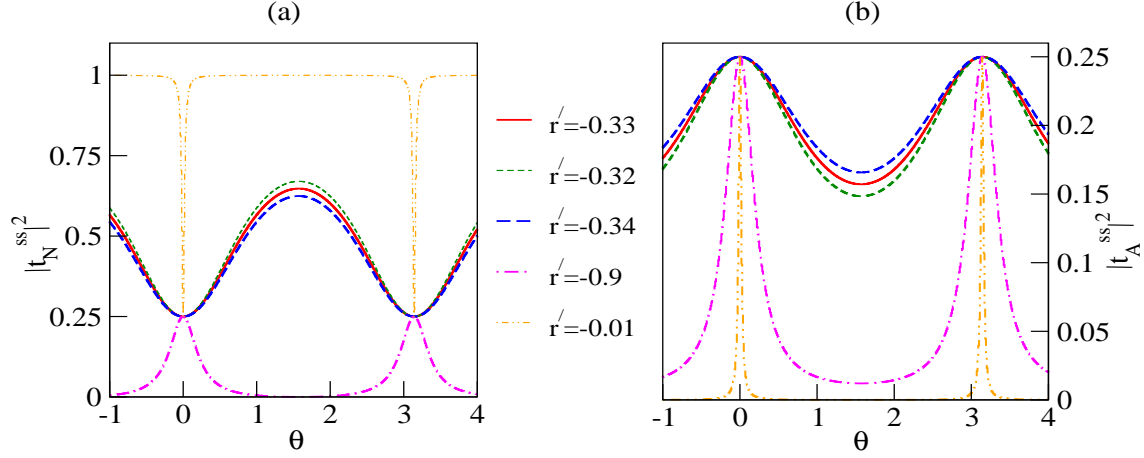 (a)
(b)
|t_N^ss|^2
1
0.75
0.5
0.25
0
-1 0 1 2 3 4
θ
r′=-0.33
r′=-0.32
r′=-0.34
r′=-0.9
r′=-0.01
0.25
0.2
0.15
0.1
0.05
0
-1 0 1 2 3 4
θ
|t_A^ss|^2